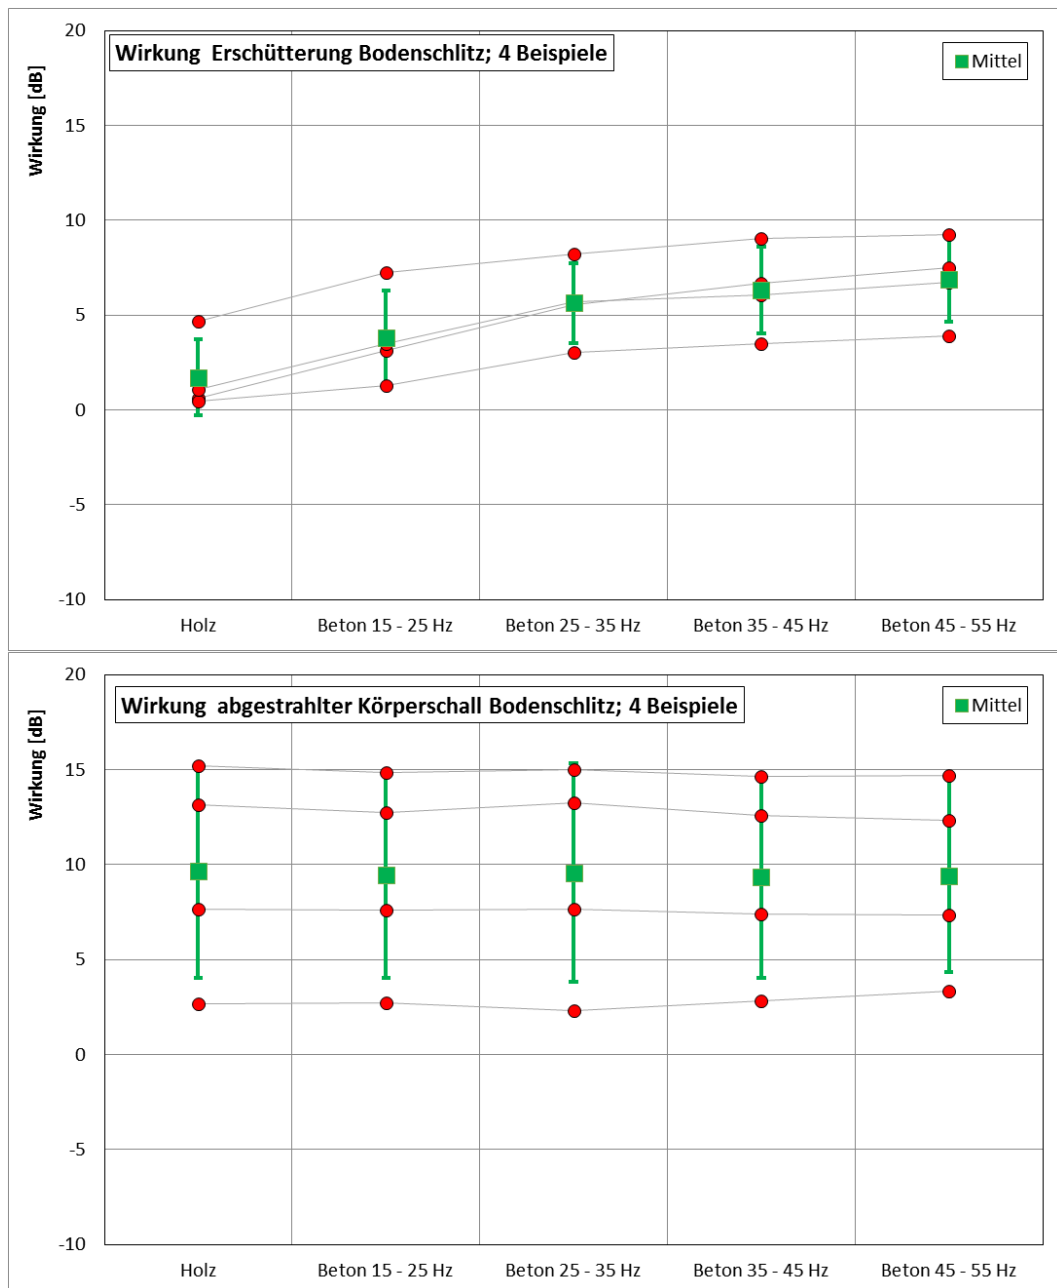 Wirkung  Erschütterung Bodenschlitz; 4 Beispiele
Mittel
Wirkung [dB]
20
15
10
5
0
-5
-10
Holz
Beton 15 - 25 Hz
Beton 25 - 35 Hz
Beton 35 - 45 Hz
Beton 45 - 55 Hz
Wirkung  abgestrahlter Körperschall Bodenschlitz; 4 Beispiele
Mittel
Wirkung [dB]
20
15
10
5
0
-5
-10
Holz
Beton 15 - 25 Hz
Beton 25 - 35 Hz
Beton 35 - 45 Hz
Beton 45 - 55 Hz